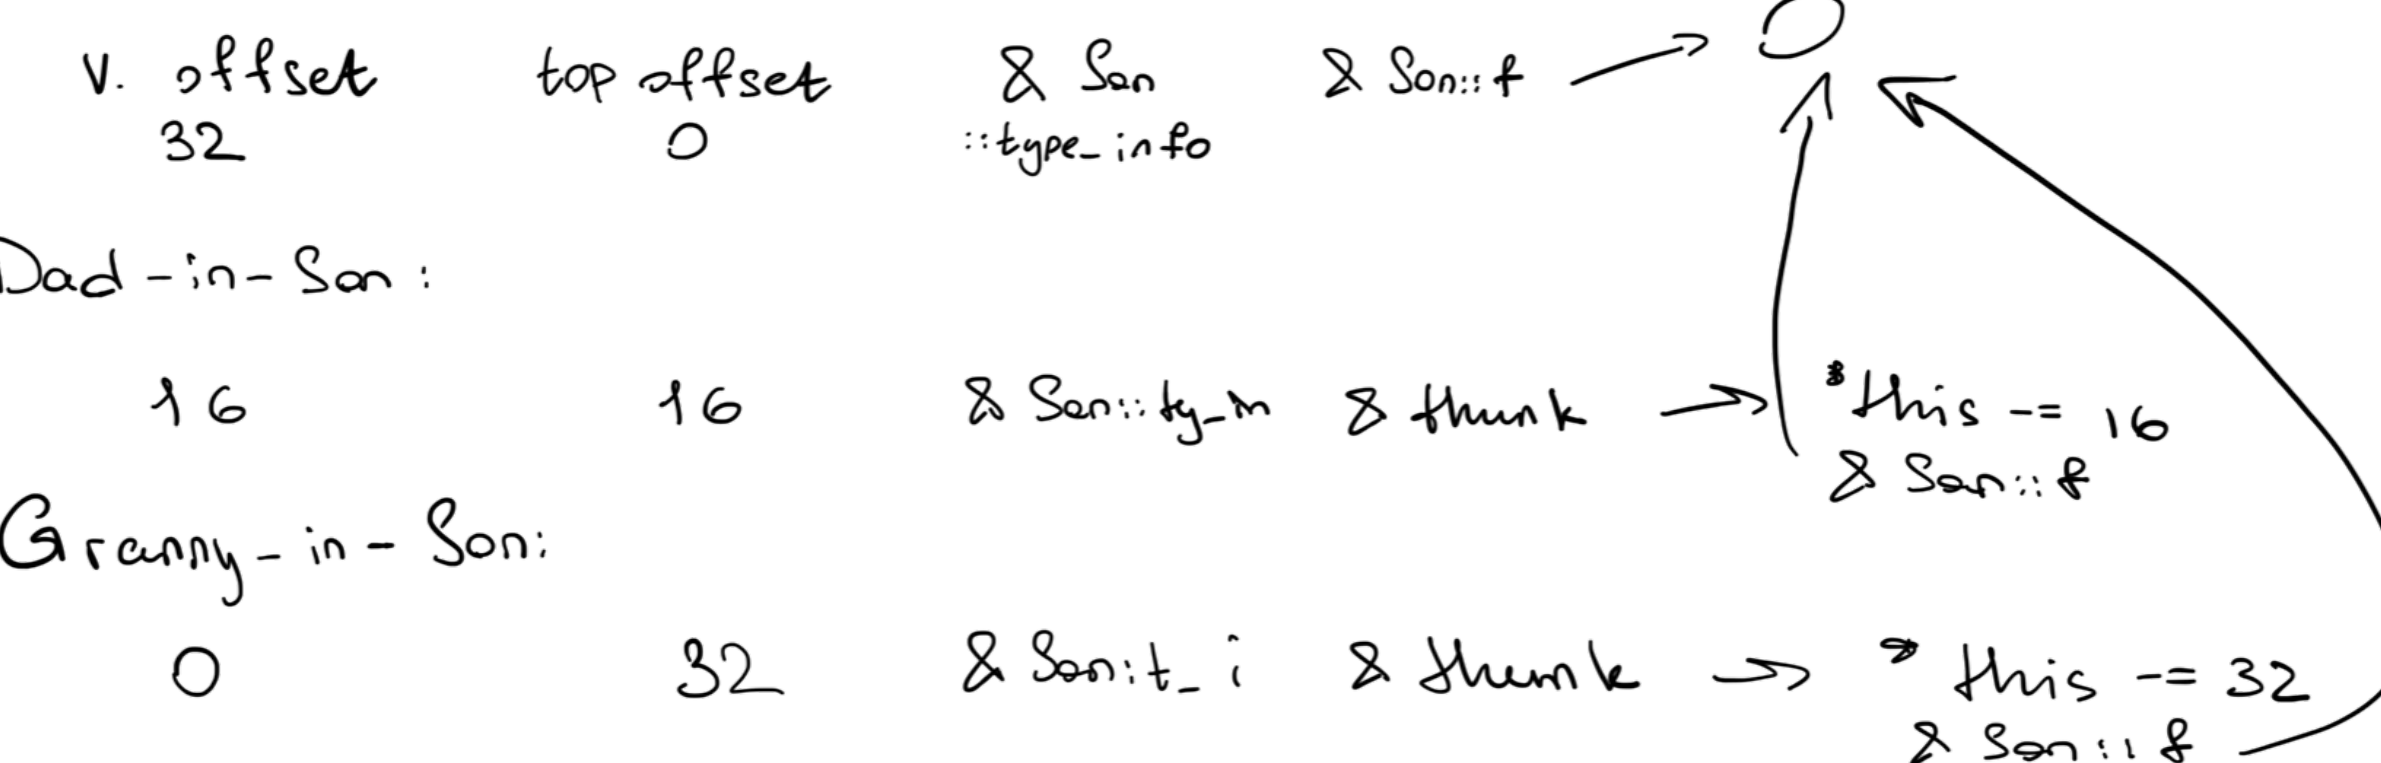 V. offset top offset & Son & Son::f →
32 0 ::type_info
Dad-in-Son:
16 16 & Son::ty_in & thunk → *this -= 16
& Son::f
Granny-in-Son:
0 32 & Son:t_i & thunk → this -= 32
& Son::f